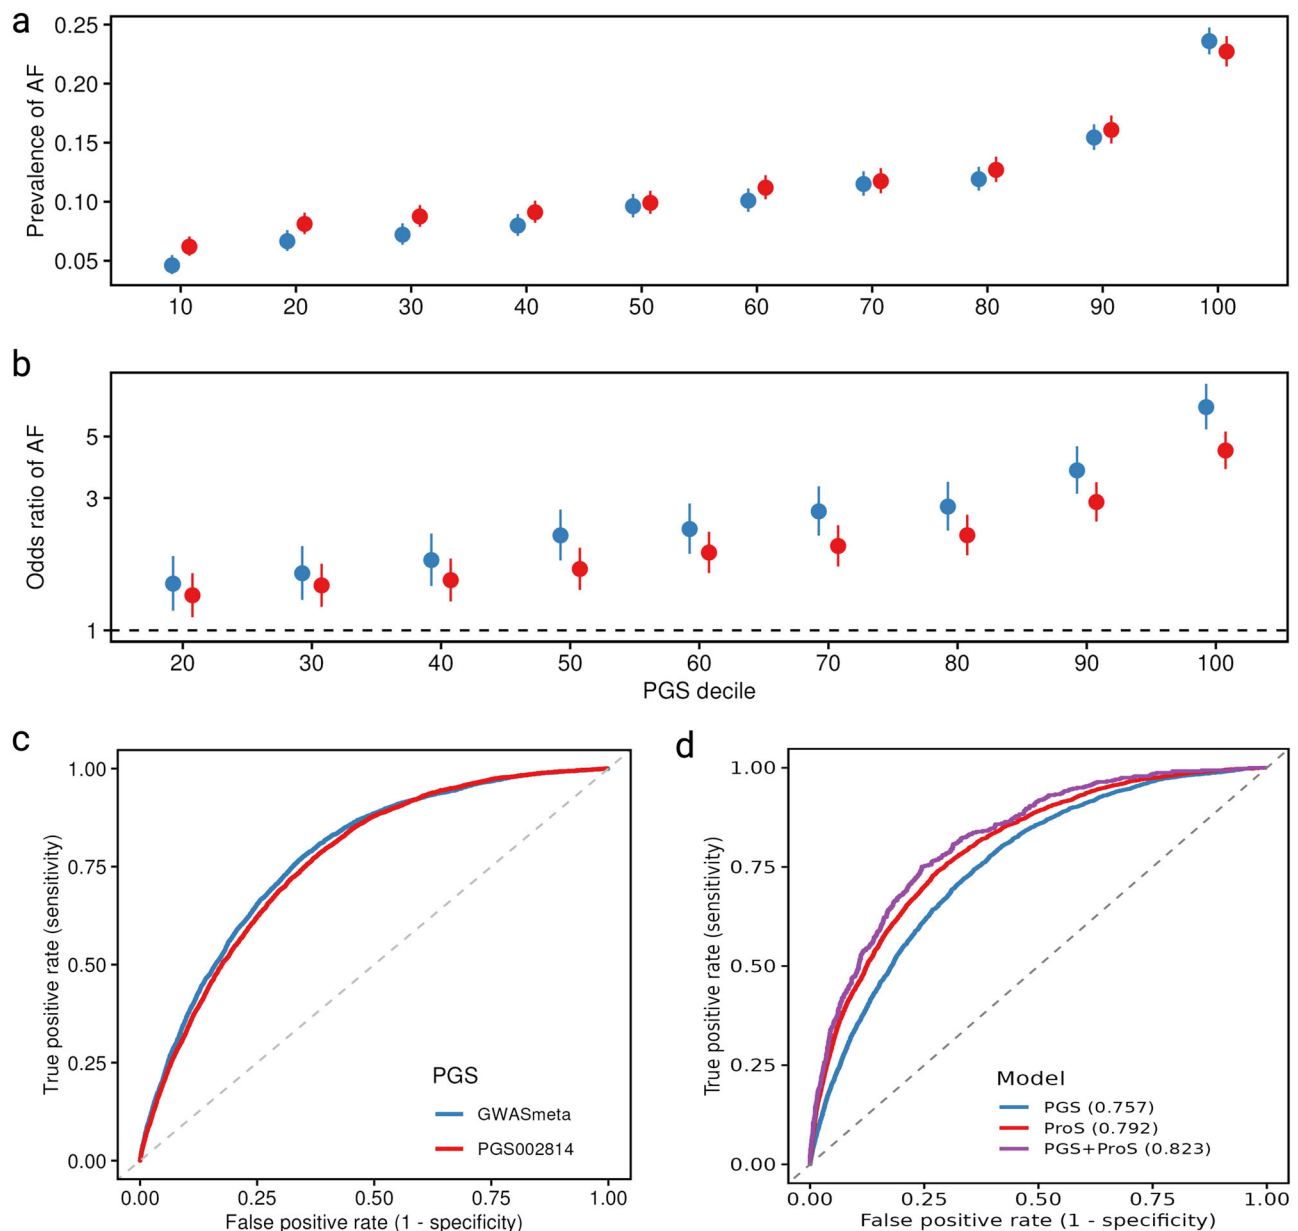 a
Prevalence of AF
0.25
0.20
0.15
0.10
0.05
10 20 30 40 50 60 70 80 90 100
b
Odds ratio of AF
5
3
1
20 30 40 50 60 70 80 90 100
PGS decile
c
True positive rate (sensitivity)
1.00
0.75
0.50
0.25
0.00
PGS
GWASmeta
PGS002814
0.00 0.25 0.50 0.75 1.00
False positive rate (1 - specificity)
d
True positive rate (sensitivity)
1.00
0.75
0.50
0.25
0.00
Model
PGS (0.757)
ProS (0.792)
PGS+ProS (0.823)
0.00 0.25 0.50 0.75 1.00
False positive rate (1 - specificity)